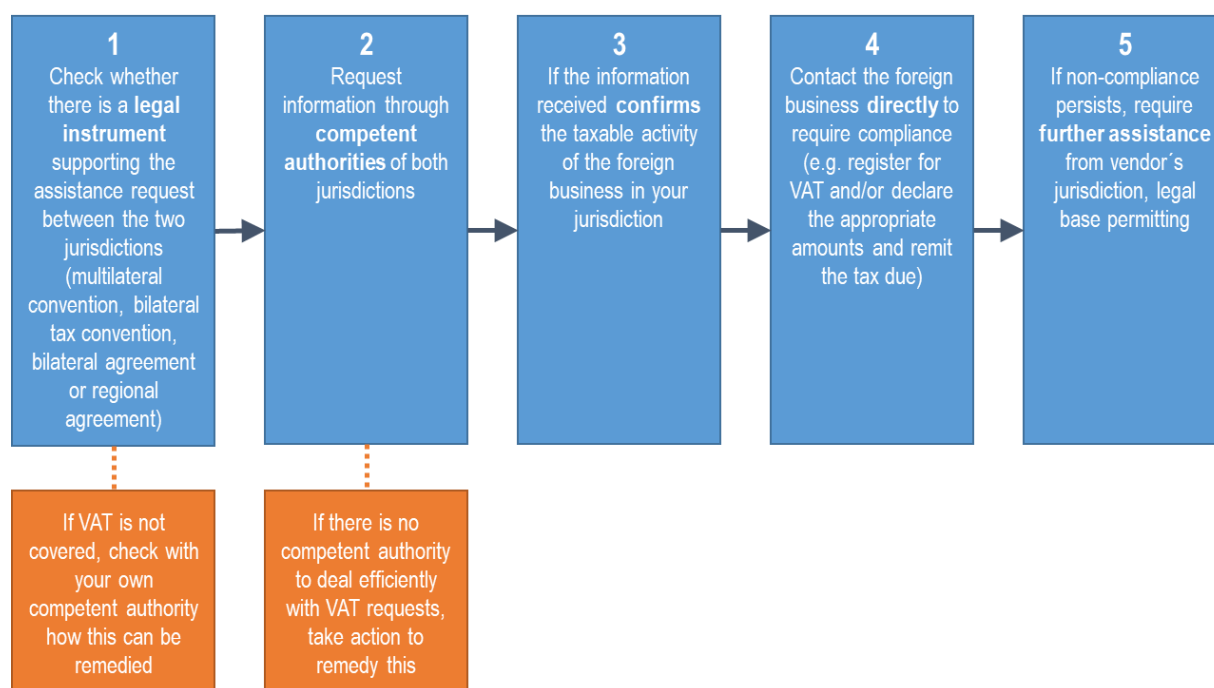 1
Check whether
there is a legal
instrument
supporting the
assistance request
between the two
jurisdictions
(multilateral
convention, bilateral
tax convention,
bilateral agreement
or regional
agreement)
2
Request
information through
competent
authorities of both
jurisdictions
3
If the information
received confirms
the taxable activity
of the foreign
business in your
jurisdiction
4
Contact the foreign
business directly to
require compliance
(e.g. register for
VAT and/or declare
the appropriate
amounts and remit
the tax due)
5
If non-compliance
persists, require
further assistance
from vendor´s
jurisdiction, legal
base permitting
If VAT is not
covered, check with
your own
competent authority
how this can be
remedied
If there is no
competent authority
to deal efficiently
with VAT requests,
take action to
remedy this